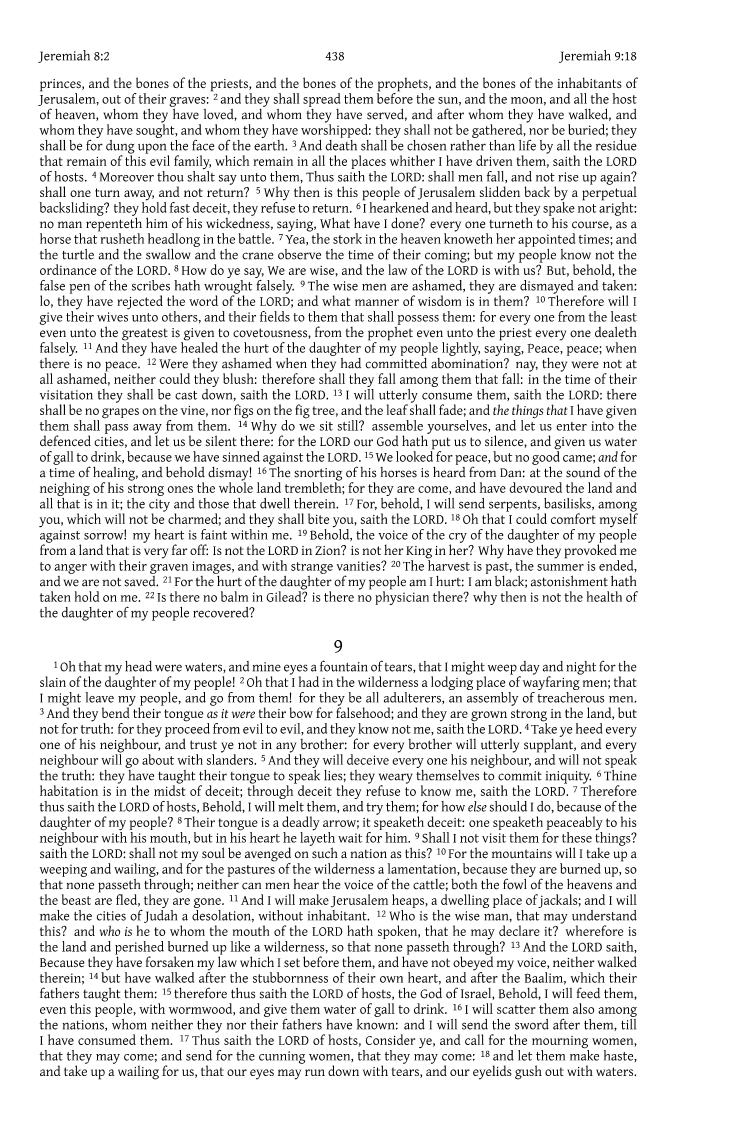 Jeremiah 8:2 438 Jeremiah 9:18
princes, and the bones of the priests, and the bones of the prophets, and the bones of the inhabitants of
Jerusalem, out of their graves: 2 and they shall spread them before the sun, and the moon, and all the host
of heaven, whom they have loved, and whom they have served, and after whom they have walked, and
whom they have sought, and whom they have worshipped: they shall not be gathered, nor be buried; they
shall be for dung upon the face of the earth. 3 And death shall be chosen rather than life by all the residue
that remain of this evil family, which remain in all the places whither I have driven them, saith the LORD
of hosts. 4 Moreover thou shalt say unto them, Thus saith the LORD: shall men fall, and not rise up again?
shall one turn away, and not return? 5 Why then is this people of Jerusalem slidden back by a perpetual
backsliding? they hold fast deceit, they refuse to return. 6 I hearkened and heard, but they spake not aright:
no man repenteth him of his wickedness, saying, What have I done? every one turneth to his course, as a
horse that rusheth headlong in the battle. 7 Yea, the stork in the heaven knoweth her appointed times; and
the turtle and the swallow and the crane observe the time of their coming; but my people know not the
ordinance of the LORD. 8 How do ye say, We are wise, and the law of the LORD is with us? But, behold, the
false pen of the scribes hath wrought falsely. 9 The wise men are ashamed, they are dismayed and taken:
lo, they have rejected the word of the LORD; and what manner of wisdom is in them? 10 Therefore will I
give their wives unto others, and their fields to them that shall possess them: for every one from the least
even unto the greatest is given to covetousness, from the prophet even unto the priest every one dealeth
falsely. 11 And they have healed the hurt of the daughter of my people lightly, saying, Peace, peace; when
there is no peace. 12 Were they ashamed when they had committed abomination? nay, they were not at
all ashamed, neither could they blush: therefore shall they fall among them that fall: in the time of their
visitation they shall be cast down, saith the LORD. 13 I will utterly consume them, saith the LORD: there
shall be no grapes on the vine, nor figs on the fig tree, and the leaf shall fade; and the things that I have given
them shall pass away from them. 14 Why do we sit still? assemble yourselves, and let us enter into the
defenced cities, and let us be silent there: for the LORD our God hath put us to silence, and given us water
of gall to drink, because we have sinned against the LORD. 15 We looked for peace, but no good came; and for
a time of healing, and behold dismay! 16 The snorting of his horses is heard from Dan: at the sound of the
neighing of his strong ones the whole land trembleth; for they are come, and have devoured the land and
all that is in it; the city and those that dwell therein. 17 For, behold, I will send serpents, basilisks, among
you, which will not be charmed; and they shall bite you, saith the LORD. 18 Oh that I could comfort myself
against sorrow! my heart is faint within me. 19 Behold, the voice of the cry of the daughter of my people
from a land that is very far off: Is not the LORD in Zion? is not her King in her? Why have they provoked me
to anger with their graven images, and with strange vanities? 20 The harvest is past, the summer is ended,
and we are not saved. 21 For the hurt of the daughter of my people am I hurt: I am black; astonishment hath
taken hold on me. 22 Is there no balm in Gilead? is there no physician there? why then is not the health of
the daughter of my people recovered?
9
1 Oh that my head were waters, and mine eyes a fountain of tears, that I might weep day and night for the
slain of the daughter of my people! 2 Oh that I had in the wilderness a lodging place of wayfaring men; that
I might leave my people, and go from them! for they be all adulterers, an assembly of treacherous men.
3 And they bend their tongue as it were their bow for falsehood; and they are grown strong in the land, but
not for truth: for they proceed from evil to evil, and they know not me, saith the LORD. 4 Take ye heed every
one of his neighbour, and trust ye not in any brother: for every brother will utterly supplant, and every
neighbour will go about with slanders. 5 And they will deceive every one his neighbour, and will not speak
the truth: they have taught their tongue to speak lies; they weary themselves to commit iniquity. 6 Thine
habitation is in the midst of deceit; through deceit they refuse to know me, saith the LORD. 7 Therefore
thus saith the LORD of hosts, Behold, I will melt them, and try them; for how else should I do, because of the
daughter of my people? 8 Their tongue is a deadly arrow; it speaketh deceit: one speaketh peaceably to his
neighbour with his mouth, but in his heart he layeth wait for him. 9 Shall I not visit them for these things?
saith the LORD: shall not my soul be avenged on such a nation as this? 10 For the mountains will I take up a
weeping and wailing, and for the pastures of the wilderness a lamentation, because they are burned up, so
that none passeth through; neither can men hear the voice of the cattle; both the fowl of the heavens and
the beast are fled, they are gone. 11 And I will make Jerusalem heaps, a dwelling place of jackals; and I will
make the cities of Judah a desolation, without inhabitant. 12 Who is the wise man, that may understand
this? and who is he to whom the mouth of the LORD hath spoken, that he may declare it? wherefore is
the land and perished burned up like a wilderness, so that none passeth through? 13 And the LORD saith,
Because they have forsaken my law which I set before them, and have not obeyed my voice, neither walked
therein; 14 but have walked after the stubbornness of their own heart, and after the Baalim, which their
fathers taught them: 15 therefore thus saith the LORD of hosts, the God of Israel, Behold, I will feed them,
even this people, with wormwood, and give them water of gall to drink. 16 I will scatter them also among
the nations, whom neither they nor their fathers have known: and I will send the sword after them, till
I have consumed them. 17 Thus saith the LORD of hosts, Consider ye, and call for the mourning women,
that they may come; and send for the cunning women, that they may come: 18 and let them make haste,
and take up a wailing for us, that our eyes may run down with tears, and our eyelids gush out with waters.